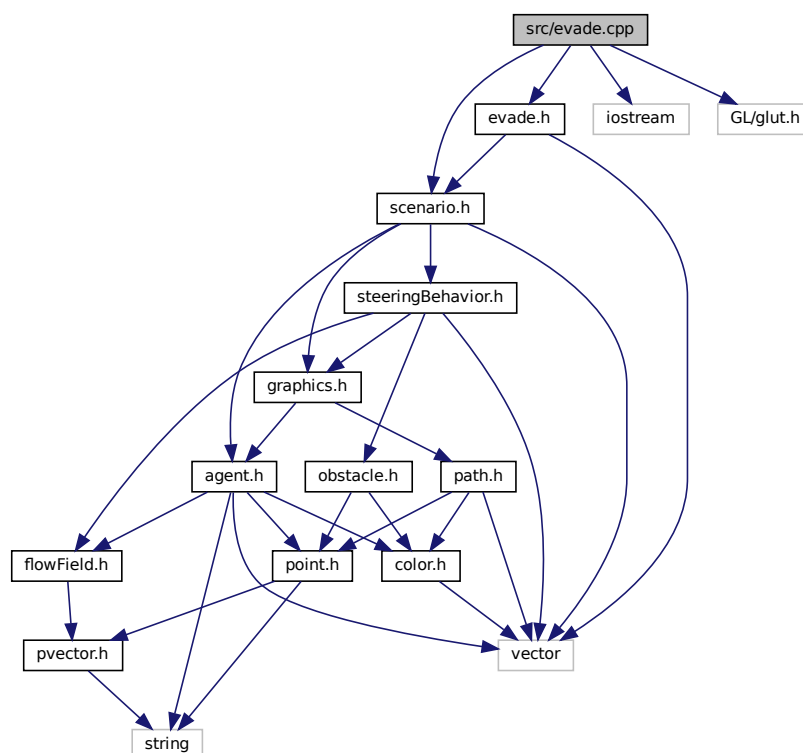 src/evade.cpp
evade.h
iostream
GL/glut.h
scenario.h
steeringBehavior.h
graphics.h
agent.h
obstacle.h
path.h
flowField.h
point.h
color.h
pvector.h
vector
string